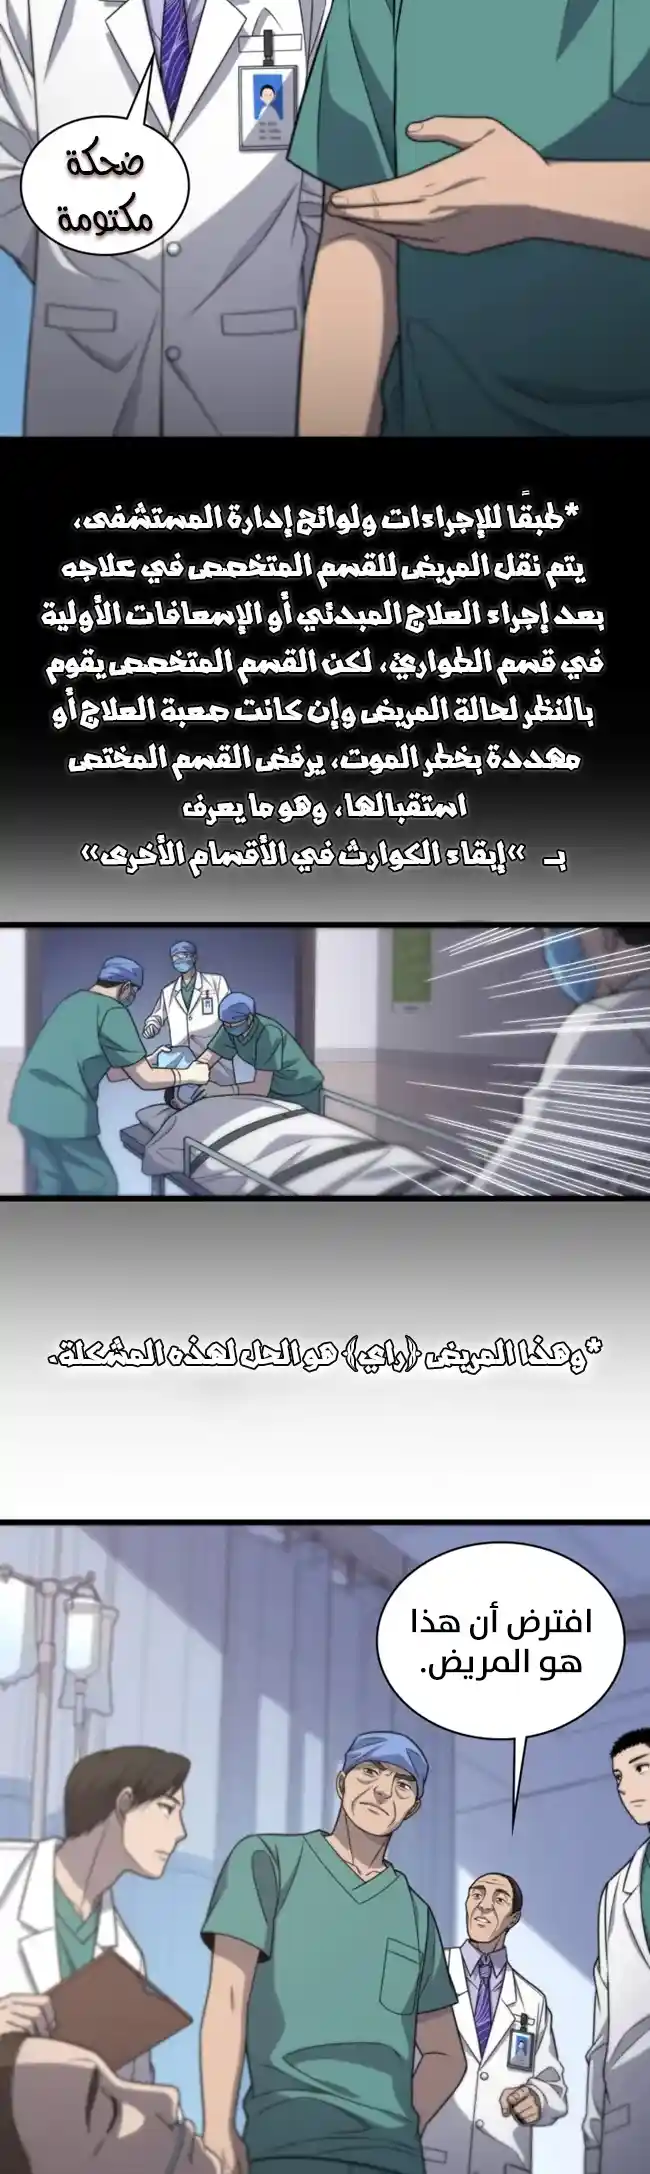 ضحكة
مكتومة
*طبقًا للإجراءات ولوائح إدارة المستشفى،
يتم نقل المريض للقسم المتخصص في علاجه
بعد إجراء العلاج المبدئي أو الإسعافات الأولية
في قسم الطوارئ، لكن القسم المتخصص يقوم
بالنظر لحالة المريض وإن كانت صعبة العلاج أو
مهددة بخطر الموت، يرفض القسم المختص
استقبالها، وهو ما يعرف
بـ «إبقاء الكوارث في الأقسام الأخرى»
*وهذا المريض {راي} هو الحل لهذه المشكلة.
افترض أن هذا
هو المريض.